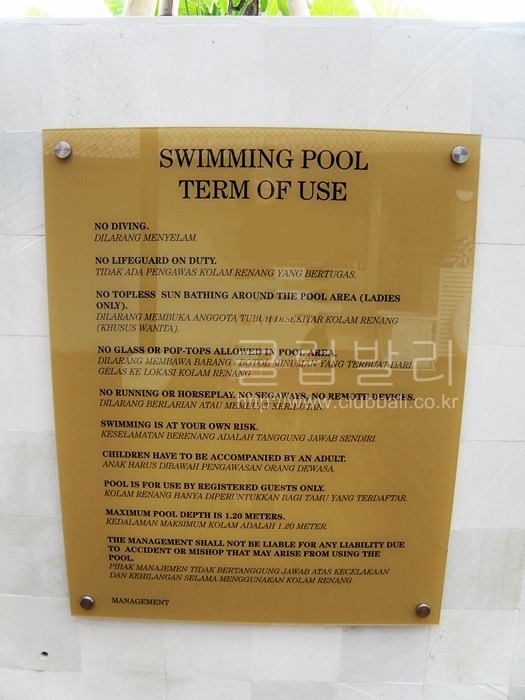 SWIMMING POOL
TERM OF USE
NO DIVING.
DILARANG MENYELAM.
NO LIFEGUARD ON DUTY.
TIDAK ADA PENGAWAS KOLAM RENANG YANG BERTUGAS.
NO TOPLESS SUN BATHING AROUND THE POOL AREA (LADIES
ONLY).
DILARANG MEMBUKA ANGGOTA TUBUH DISEKITAR KOLAM RENANG
(KHUSUS WANITA).
NO GLASS OR POP-TOPS ALLOWED IN POOL AREA.
DILARANG MEMBAWA BARANG / BOTOL MINUMAN YANG TERBUAT DARI
GELAS KE LOKASI KOLAM RENANG
클럽발리
NO RUNNING OR HORSEPLAY. NO SEGAWAYS, NO REMOTE DEVICES.
http://www.clubbali.co.kr
DILARANG BERLARIAN ATAU MEMBUAT KERIBUTAN.
SWIMMING IS AT YOUR OWN RISK.
KESELAMATAN BERENANG ADALAH TANGGUNG JAWAB SENDIRI.
CHILDREN HAVE TO BE ACCOMPANIED BY AN ADULT.
ANAK HARUS DIBAWAH PENGAWASAN ORANG DEWASA.
POOL IS FOR USE BY REGISTERED GUESTS ONLY.
KOLAM RENANG HANYA DIPERUNTUKKAN BAGI TAMU YANG TERDAFTAR.
MAXIMUM POOL DEPTH IS 1.20 METERS.
KEDALAMAN MAKSIMUM KOLAM ADALAH 1.20 METER.
THE MANAGEMENT SHALL NOT BE LIABLE FOR ANY LIABILITY DUE
TO ACCIDENT OR MISHOP THAT MAY ARISE FROM USING THE
POOL.
PIHAK MANAJEMEN TIDAK BERTANGGUNG JAWAB ATAS KECELAKAAN
DAN KEHILANGAN SELAMA MENGGUNAKAN KOLAM RENANG.
MANAGEMENT